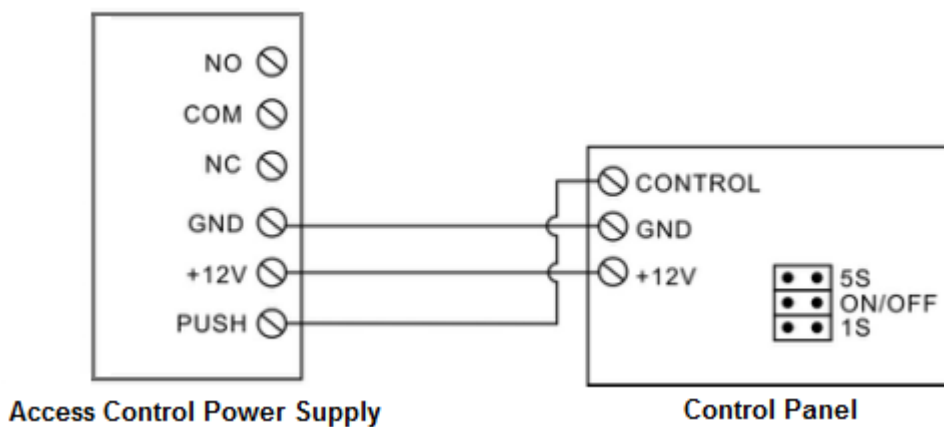 NO
COM
NC
GND
+12V
PUSH
CONTROL
GND
+12V
5S
ON/OFF
1S
Access Control Power Supply
Control Panel